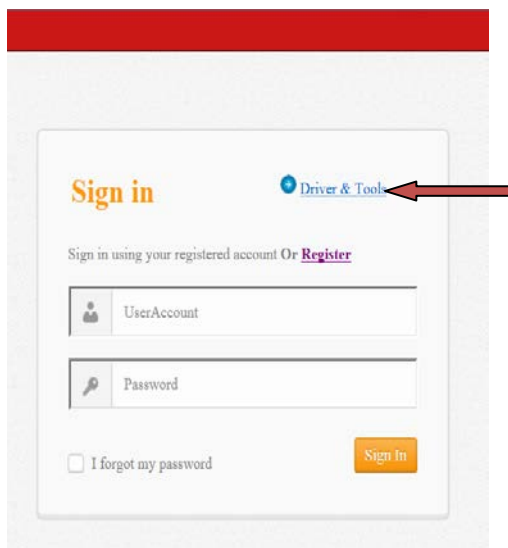 Sign in
Driver & Tools
Sign in using your registered account Or Register
UserAccount
Password
I forgot my password
Sign In